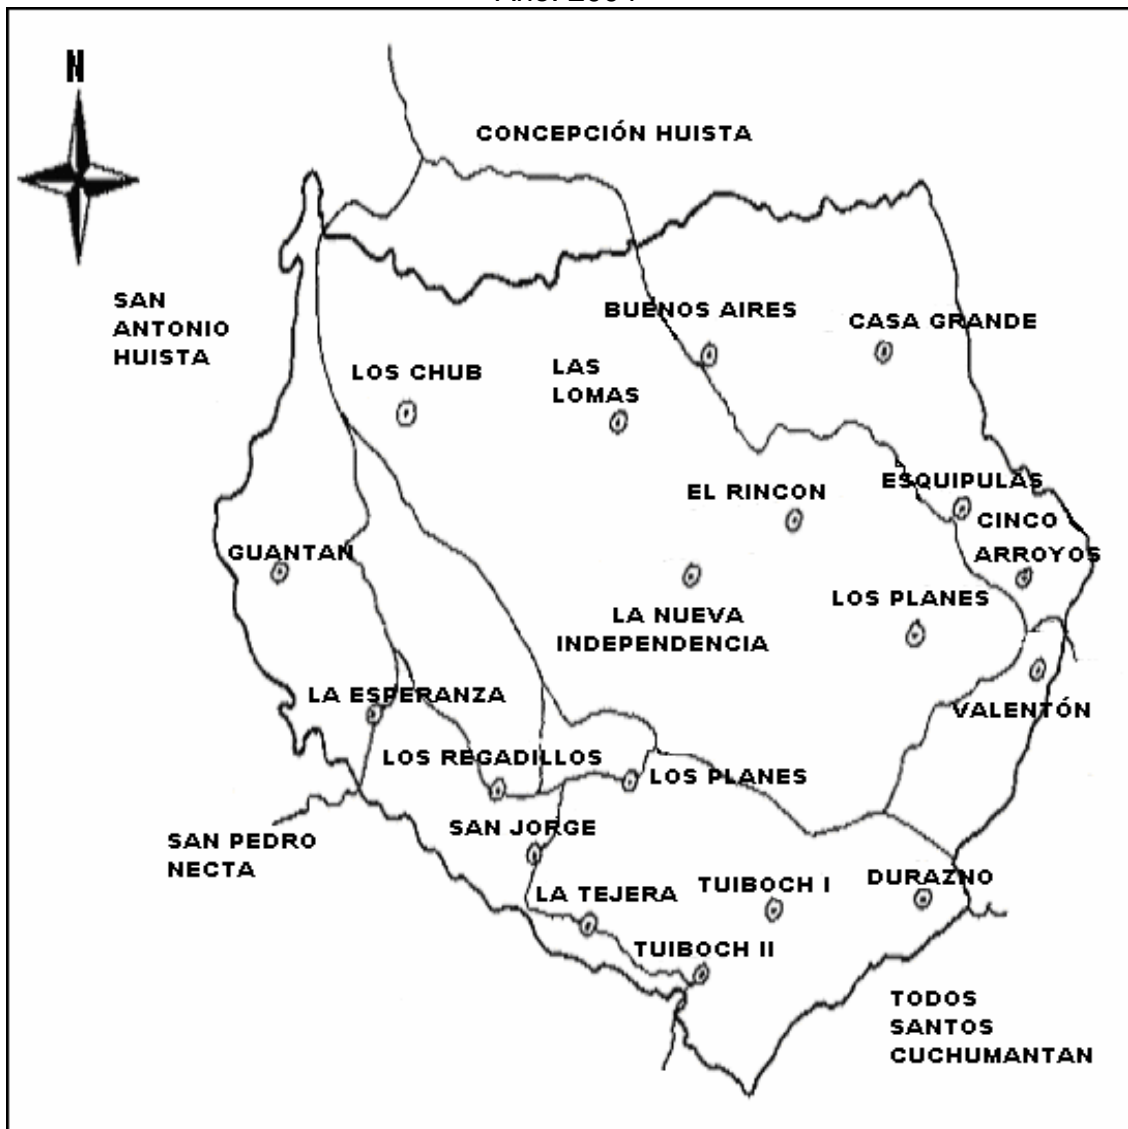 N
CONCEPCIÓN HUISTA
SAN
ANTONIO
HUISTA
BUENOS AIRES
CASA GRANDE
LOS CHUB
LAS
LOMAS
EL RINCON
ESQUIPULAS
CINCO
ARROYOS
GUANTAN
LA NUEVA
INDEPENDENCIA
LOS PLANES
LA ESPERANZA
VALENTÓN
LOS REGADILLOS
LOS PLANES
SAN JORGE
SAN PEDRO
NECTA
LA TEJERA
TUIBOCH I
DURAZNO
TUIBOCH II
TODOS
SANTOS
CUCHUMANTAN